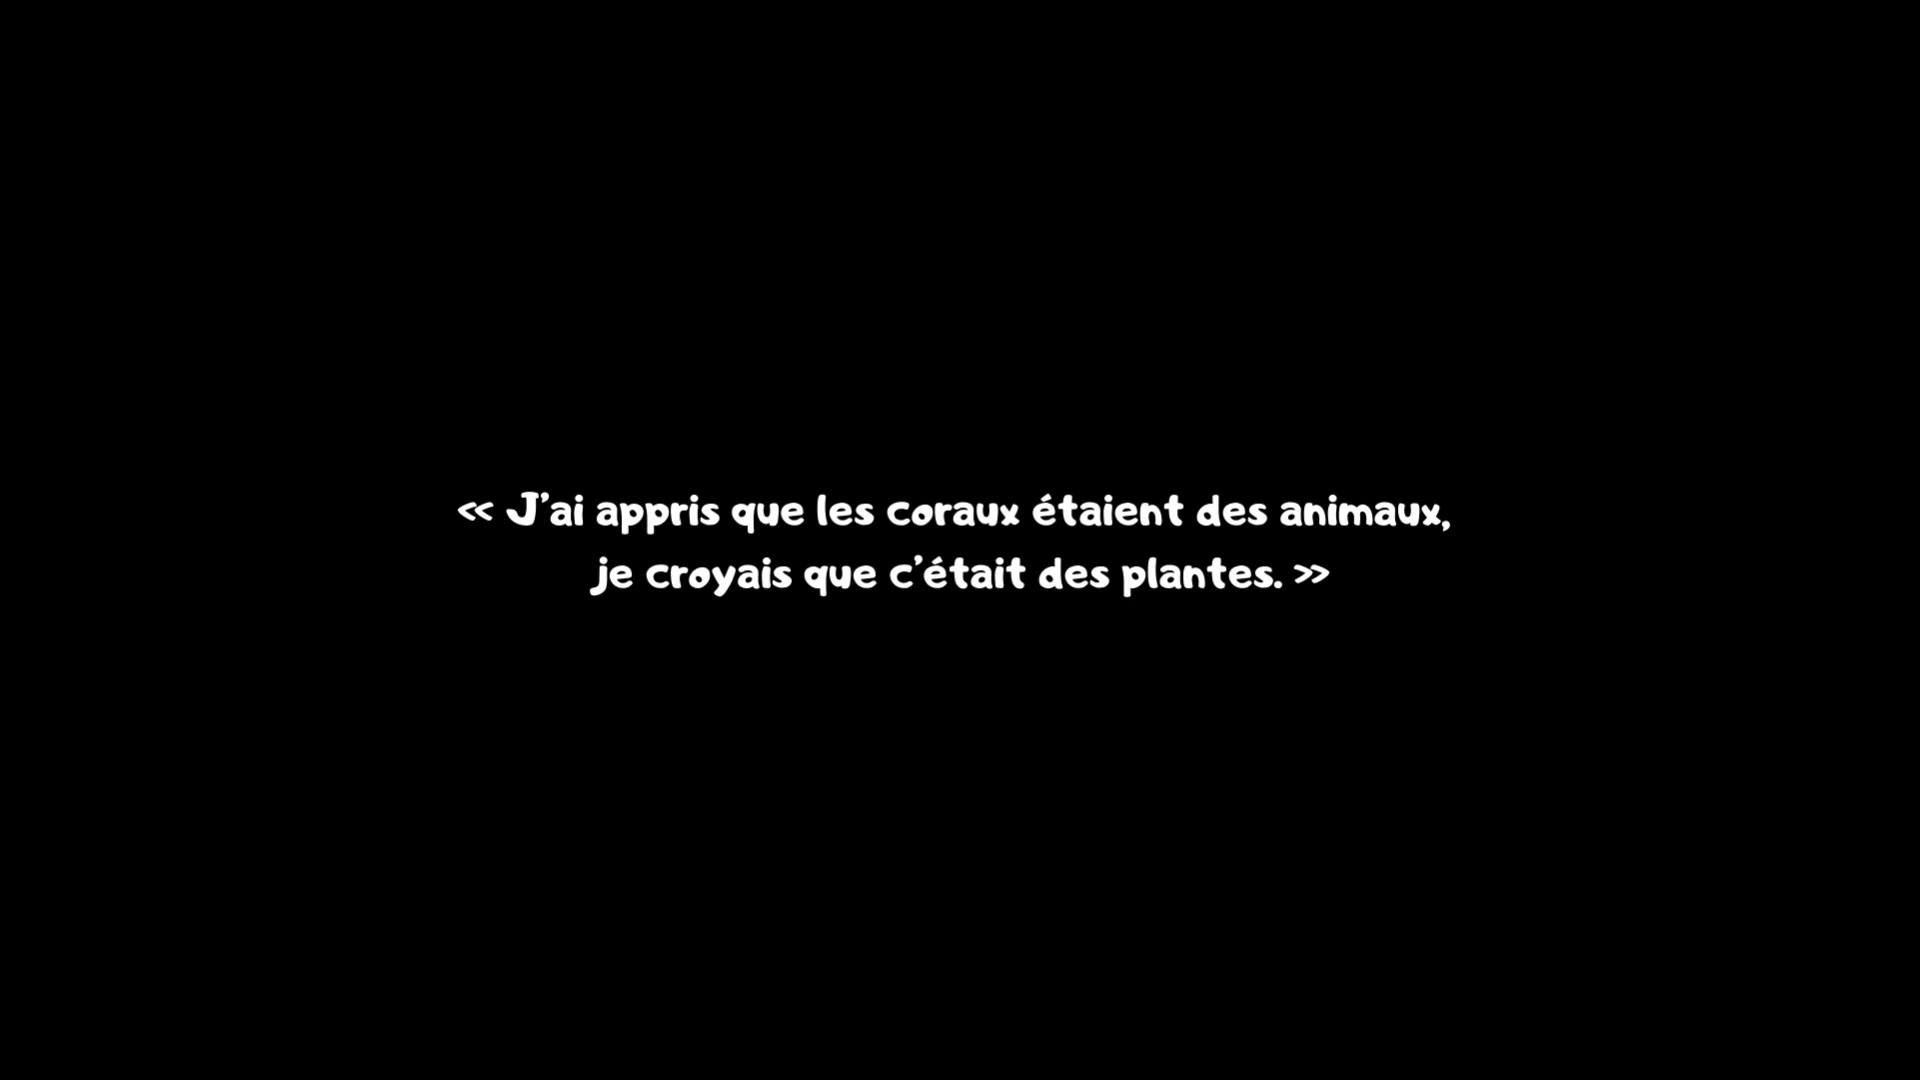 « J’ai appris que les coraux étaient des animaux,
je croyais que c’était des plantes. »